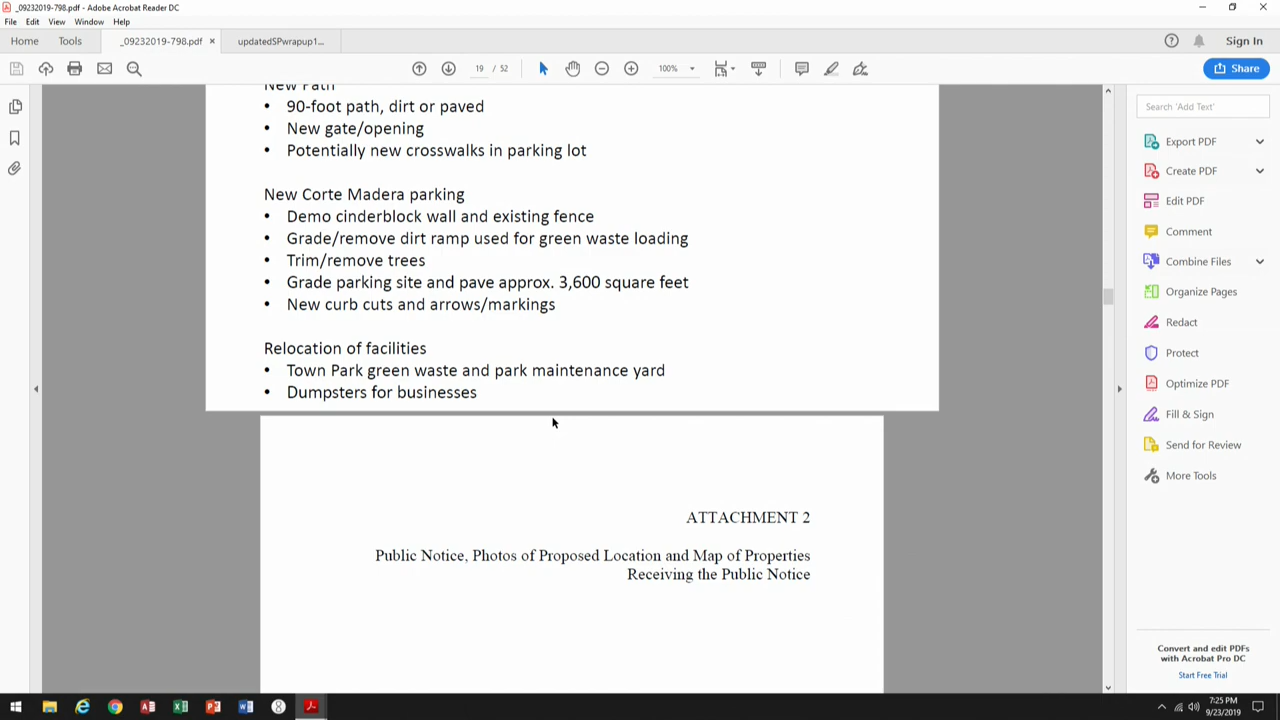 _09232019-798.pdf - Adobe Acrobat Reader DC
File Edit View Window Help
Home Tools _09232019-798.pdf × updatedSPwrapup1... Sign In
19 / 52 100% Share
New Path
• 90-foot path, dirt or paved
• New gate/opening
• Potentially new crosswalks in parking lot
New Corte Madera parking
• Demo cinderblock wall and existing fence
• Grade/remove dirt ramp used for green waste loading
• Trim/remove trees
• Grade parking site and pave approx. 3,600 square feet
• New curb cuts and arrows/markings
Relocation of facilities
• Town Park green waste and park maintenance yard
• Dumpsters for businesses
ATTACHMENT 2
Public Notice, Photos of Proposed Location and Map of Properties
Receiving the Public Notice
Search 'Add Text'
Export PDF
Create PDF
Edit PDF
Comment
Combine Files
Organize Pages
Redact
Protect
Optimize PDF
Fill & Sign
Send for Review
More Tools
Convert and edit PDFs
with Acrobat Pro DC
Start Free Trial
7:25 PM
9/23/2019